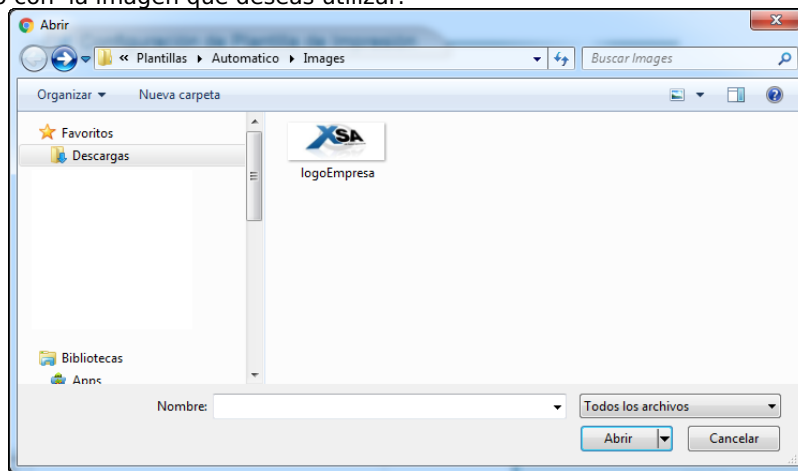 con la imagen que deseas utilizar.
Abrir
« Plantillas Automatico Images
Buscar Images
Organizar Nueva carpeta
Favoritos
Descargas
XSA
logoEmpresa
Bibliotecas
Apps
Nombre:
Todos los archivos
Abrir Cancelar